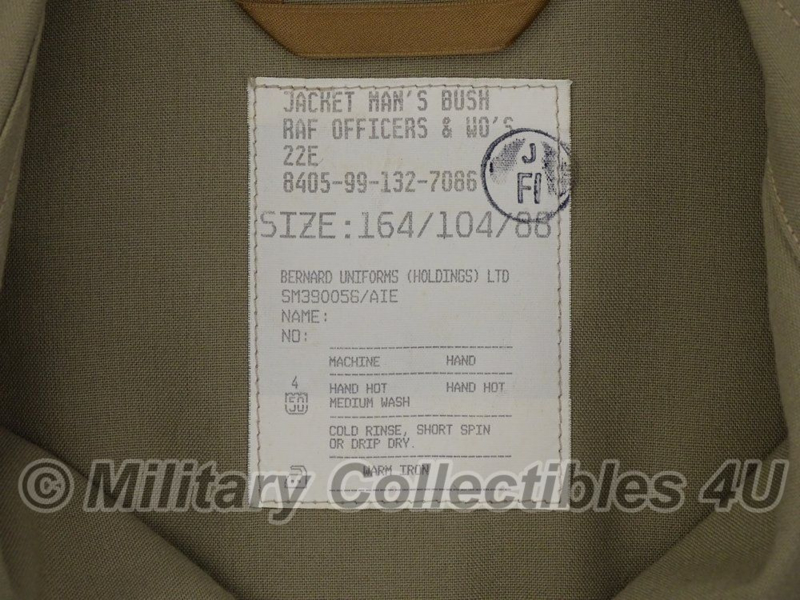 JACKET MAN'S BUSH
RAF OFFICERS & WO'S
22E
8405-99-132-7086
J
FI
SIZE:164/104/88
BERNARD UNIFORMS (HOLDINGS) LTD
SM390056/AIE
NAME:
NO:
MACHINE HAND
4
50
HAND HOT HAND HOT
MEDIUM WASH
COLD RINSE, SHORT SPIN
OR DRIP DRY.
WARM IRON
© Military Collectibles 4U